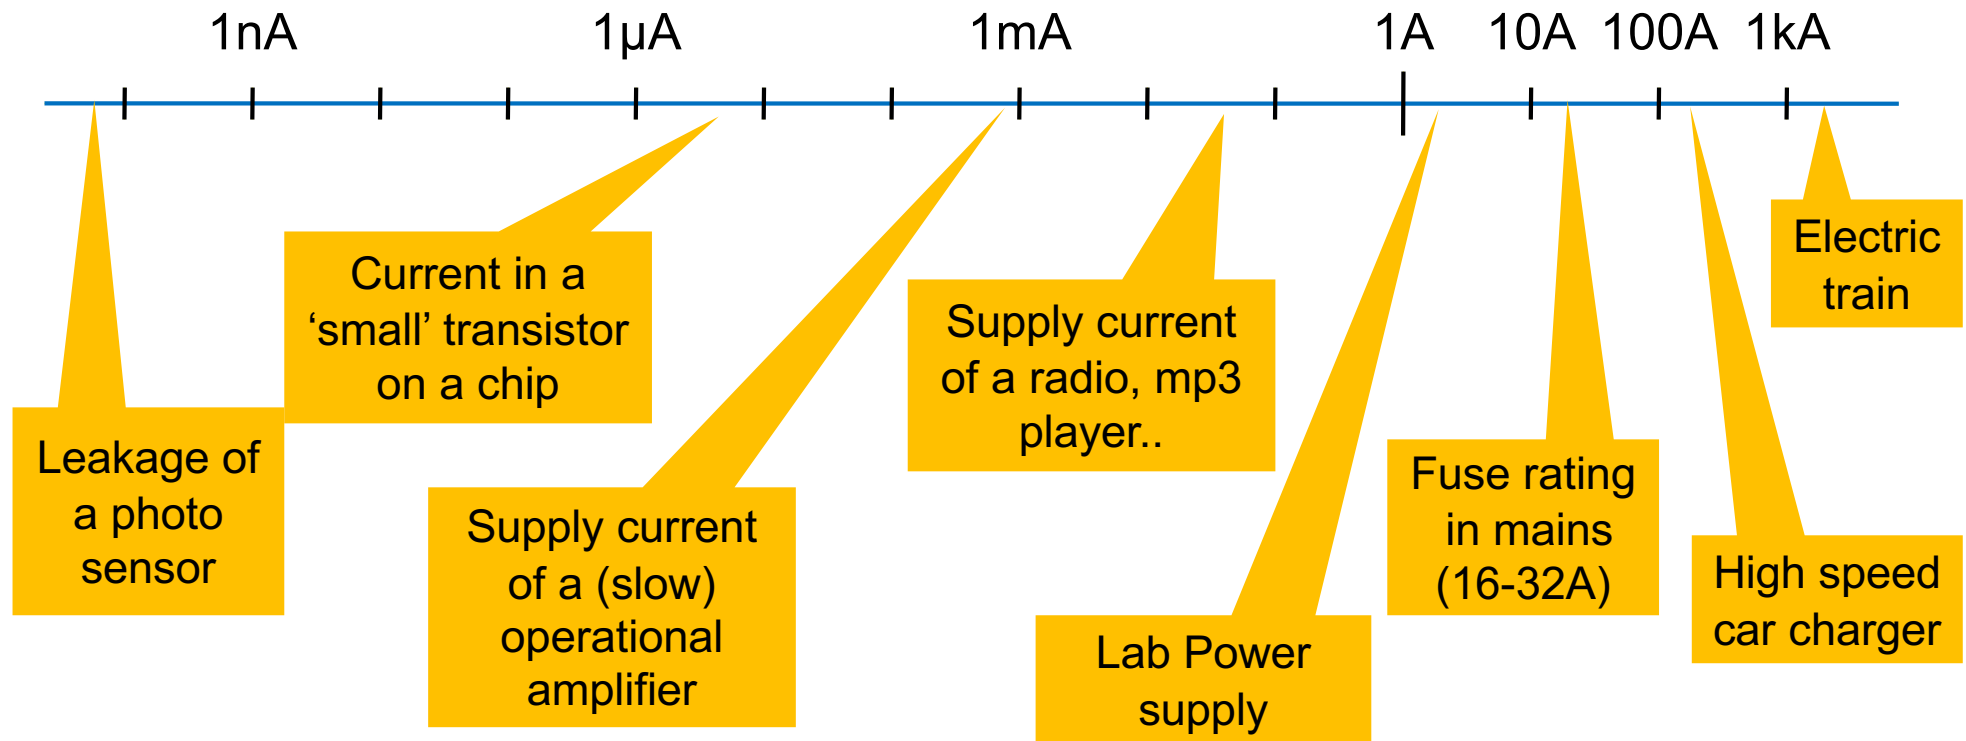 1nA 1µA 1mA 1A 10A 100A 1kA
Leakage of
a photo
sensor
Current in a
‘small’ transistor
on a chip
Supply current
of a (slow)
operational
amplifier
Supply current
of a radio, mp3
player..
Lab Power
supply
Fuse rating
in mains
(16-32A)
High speed
car charger
Electric
train